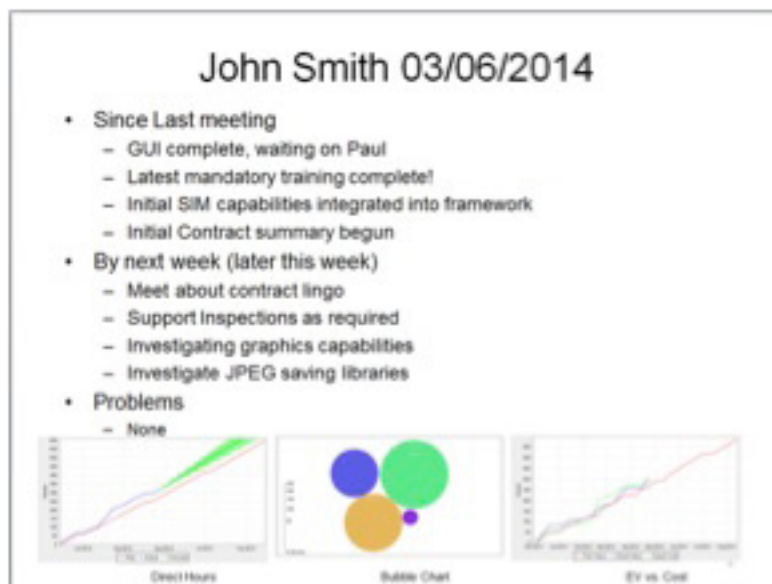 John Smith 03/06/2014
• Since Last meeting
– GUI complete, waiting on Paul
– Latest mandatory training complete!
– Initial SIM capabilities integrated into framework
– Initial Contract summary begun
• By next week (later this week)
– Meet about contract lingo
– Support Inspections as required
– Investigating graphics capabilities
– Investigate JPEG saving libraries
• Problems
– None
Direct Hours
Bubble Chart
EV vs. Cost